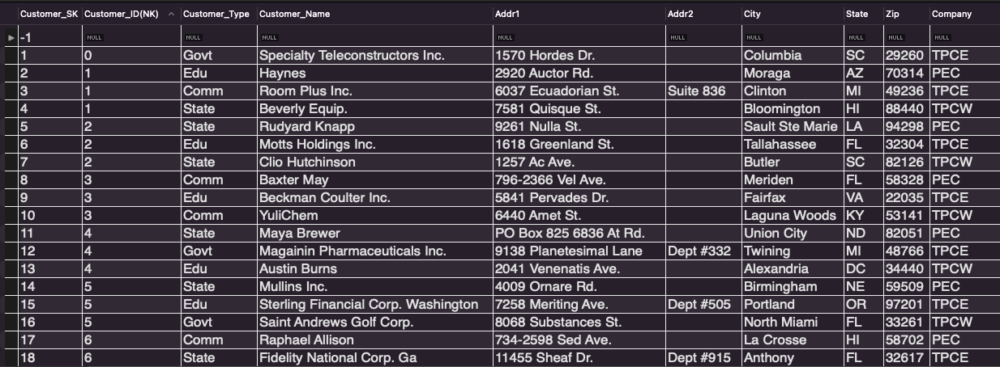 Customer_SK Customer_ID(NK) Customer_Type Customer_Name Addr1 Addr2 City State Zip Company
-1 NULL NULL NULL NULL NULL NULL NULL NULL NULL
1 0 Govt Specialty Teleconstructors Inc. 1570 Hordes Dr. Columbia SC 29260 TPCE
2 1 Edu Haynes 2920 Auctor Rd. Moraga AZ 70314 PEC
3 1 Comm Room Plus Inc. 6037 Ecuadorian St. Suite 836 Clinton MI 49236 TPCE
4 1 State Beverly Equip. 7581 Quisque St. Bloomington HI 88440 TPCW
5 2 State Rudyard Knapp 9261 Nulla St. Sault Ste Marie LA 94298 PEC
6 2 Edu Motts Holdings Inc. 1618 Greenland St. Tallahassee FL 32304 TPCE
7 2 State Clio Hutchinson 1257 Ac Ave. Butler SC 82126 TPCW
8 3 Comm Baxter May 796-2366 Vel Ave. Meriden FL 58328 PEC
9 3 Edu Beckman Coulter Inc. 5841 Pervades Dr. Fairfax VA 22035 TPCE
10 3 Comm YuliChem 6440 Amet St. Laguna Woods KY 53141 TPCW
11 4 State Maya Brewer PO Box 825 6836 At Rd. Union City ND 82051 PEC
12 4 Govt Magainin Pharmaceuticals Inc. 9138 Planetesimal Lane Dept #332 Twining MI 48766 TPCE
13 4 Edu Austin Burns 2041 Venenatis Ave. Alexandria DC 34440 TPCW
14 5 State Mullins Inc. 4009 Ornare Rd. Birmingham NE 59509 PEC
15 5 Edu Sterling Financial Corp. Washington 7258 Meriting Ave. Dept #505 Portland OR 97201 TPCE
16 5 Govt Saint Andrews Golf Corp. 8068 Substances St. North Miami FL 33261 TPCW
17 6 Comm Raphael Allison 734-2598 Sed Ave. La Crosse HI 58702 PEC
18 6 State Fidelity National Corp. Ga 11455 Sheaf Dr. Dept #915 Anthony FL 32617 TPCE